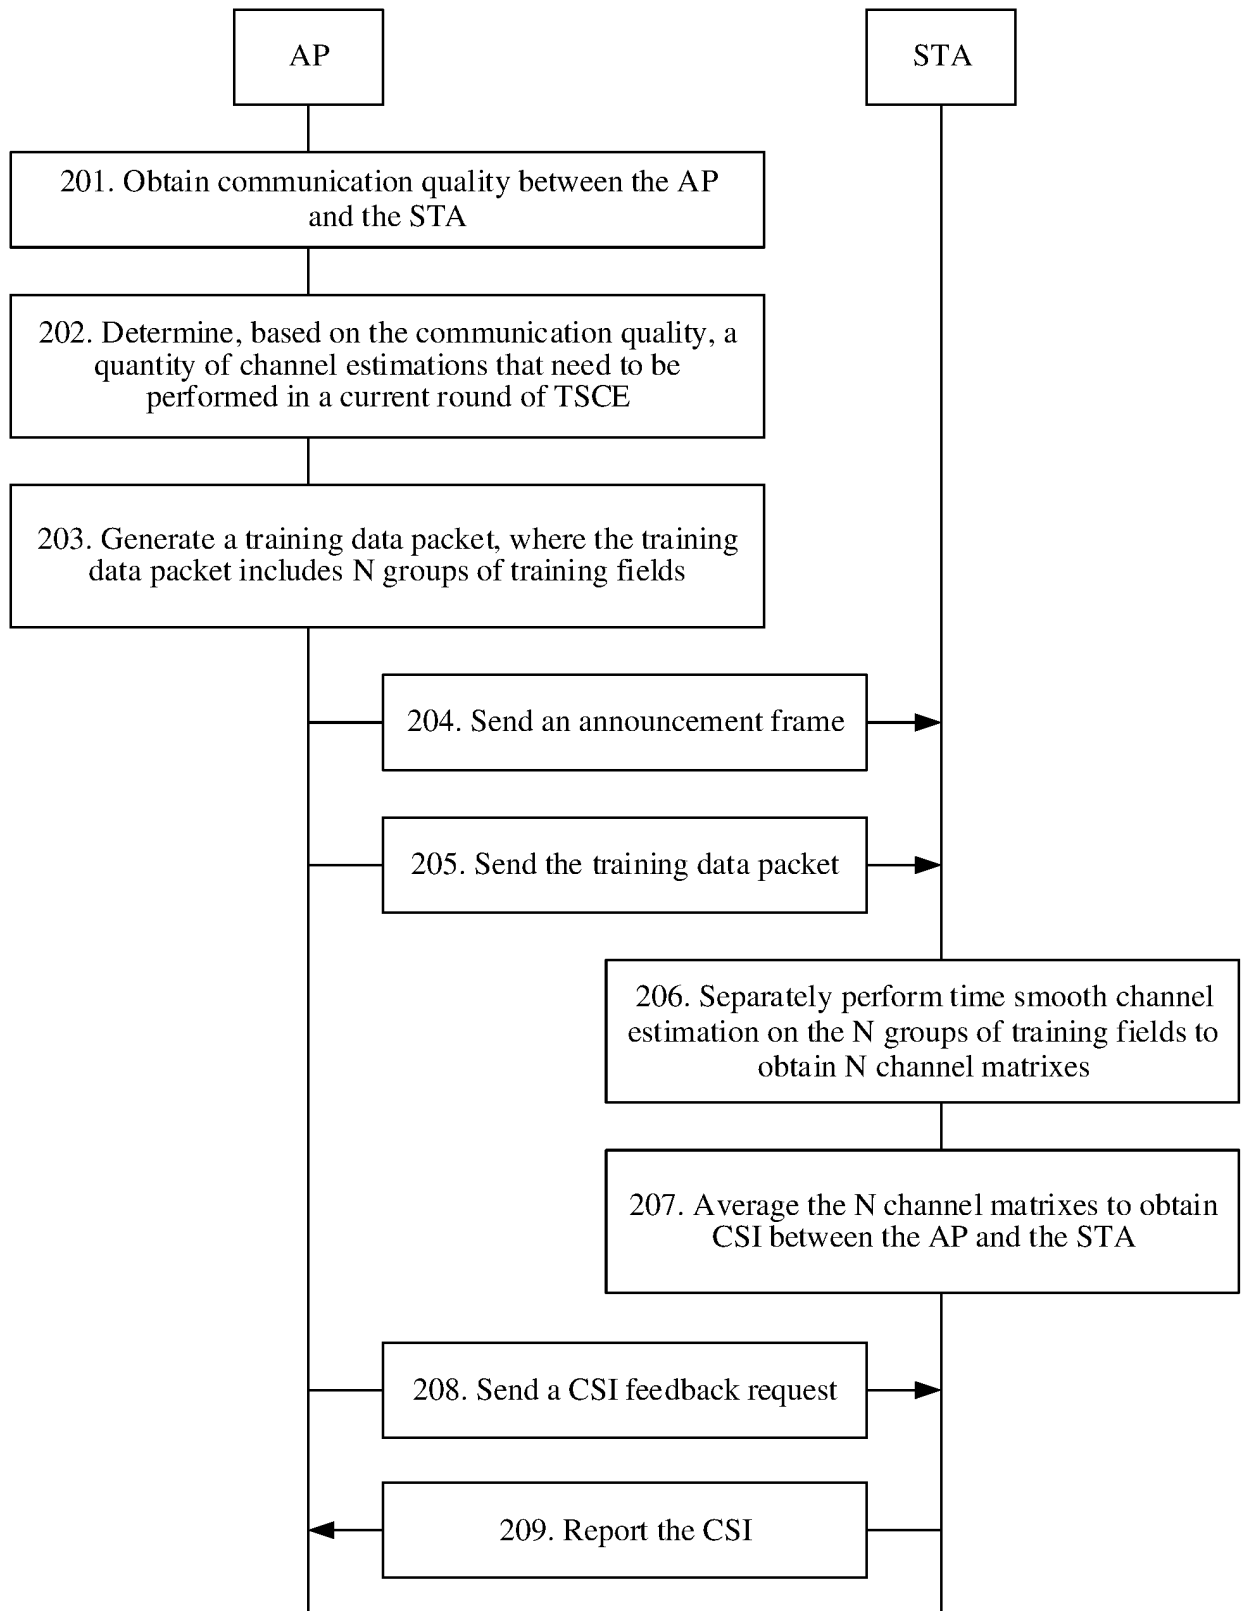 AP
STA
201. Obtain communication quality between the AP
and the STA
202. Determine, based on the communication quality, a
quantity of channel estimations that need to be
performed in a current round of TSCE
203. Generate a training data packet, where the training
data packet includes N groups of training fields
204. Send an announcement frame
205. Send the training data packet
206. Separately perform time smooth channel
estimation on the N groups of training fields to
obtain N channel matrixes
207. Average the N channel matrixes to obtain
CSI between the AP and the STA
208. Send a CSI feedback request
209. Report the CSI